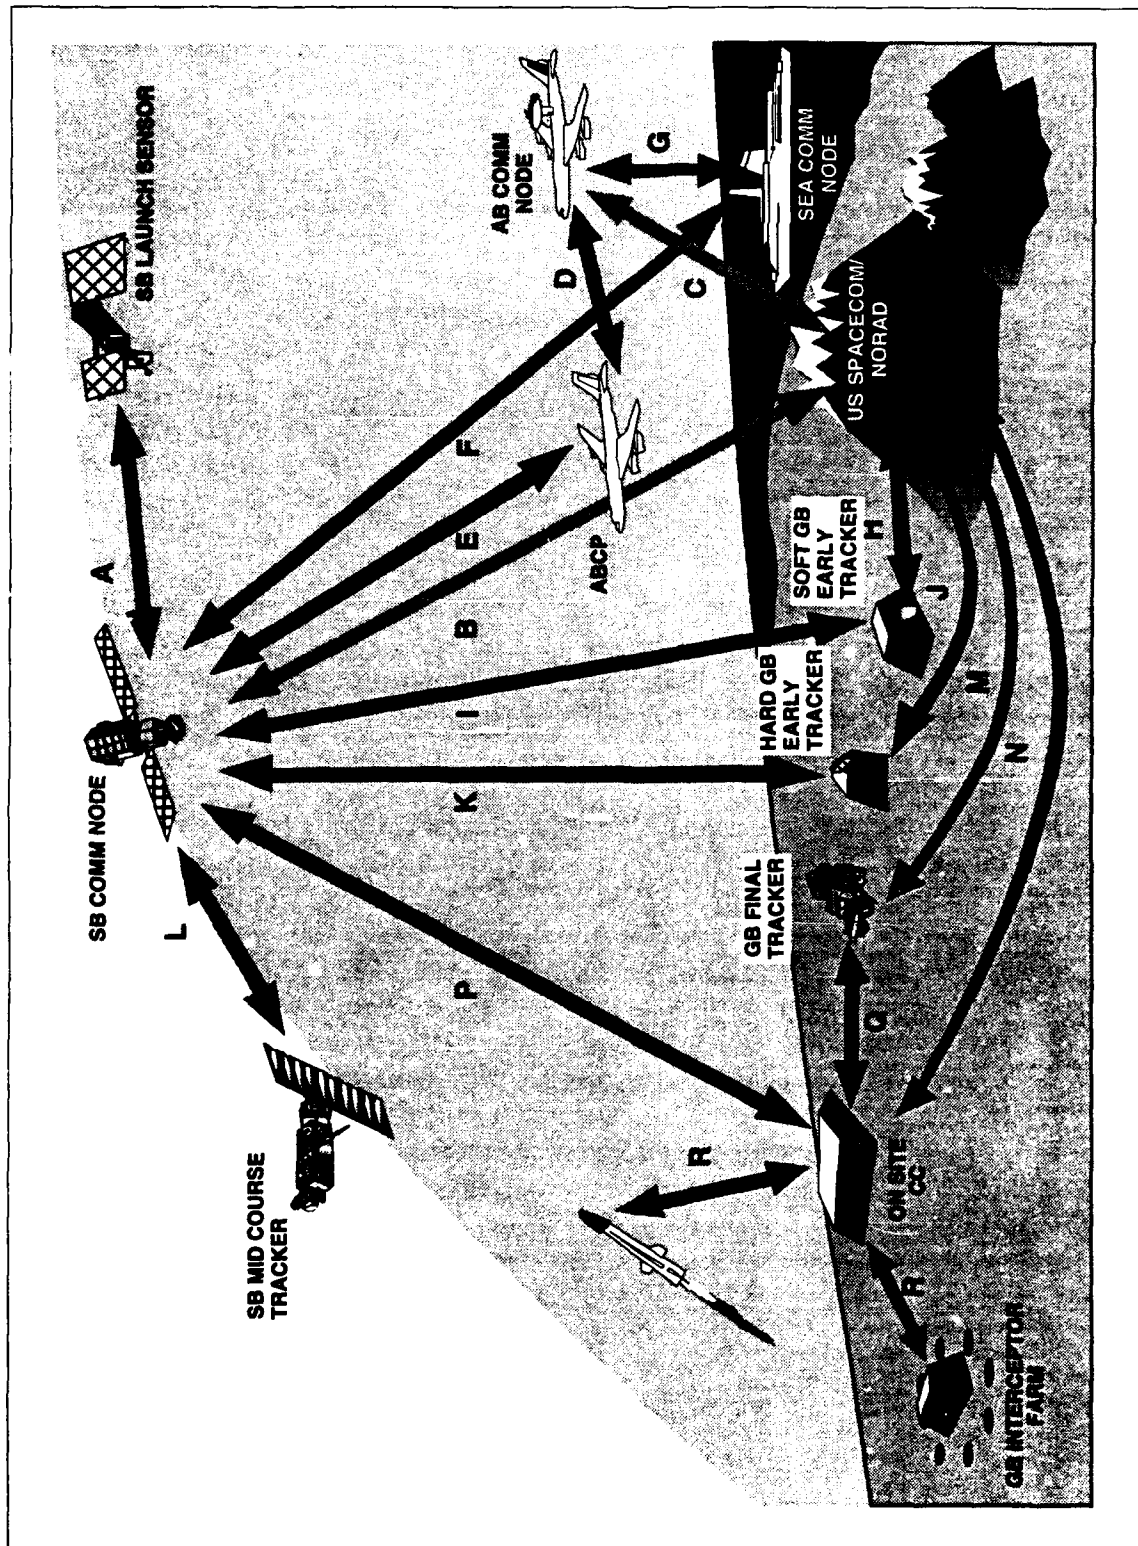 SB COMM NODE
A
SB LAUNCH SENSOR
L
SB MID COURSE
TRACKER
P
K
I
B
E
F
AB COMM
NODE
D
ABCP
G
C
R
GB FINAL
TRACKER
HARD GB
EARLY
TRACKER
SOFT GB
EARLY
TRACKER
SEA COMM
NODE
US SPACECOM/
NORAD
H
Q
J
ON SITE
CC
R
M
N
GB INTERCEPTOR
FARM